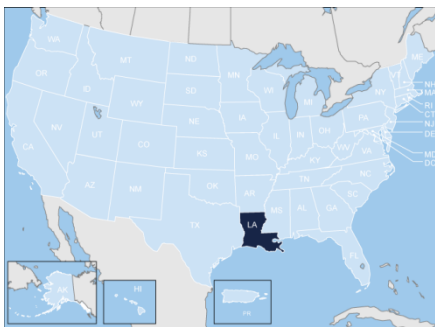 WA
ME
MT
ND
VT
OR
MN
NH
ID
SD
WI
NY
MA
WY
MI
RI
CT
IA
PA
NJ
NE
NV
OH
DE
IL
IN
UT
CO
WV
MD
CA
KS
MO
VA
DC
KY
NC
TN
AZ
NM
OK
AR
SC
MS
AL
GA
LA
TX
FL
AK
HI
PR